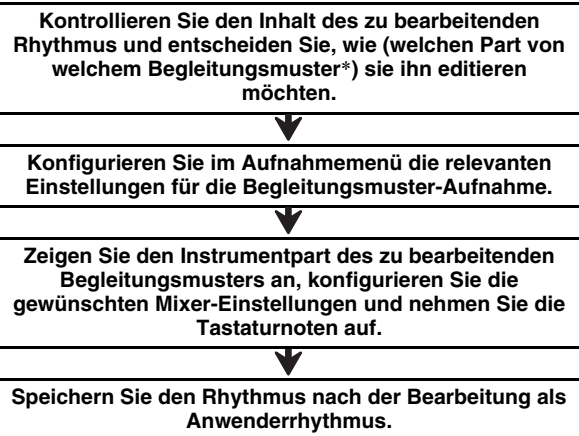 Kontrollieren Sie den Inhalt des zu bearbeitenden
Rhythmus und entscheiden Sie, wie (welchen Part von
welchem Begleitungsmuster*) sie ihn editieren
möchten.
Konfigurieren Sie im Aufnahmemenü die relevanten
Einstellungen für die Begleitungsmuster-Aufnahme.
Zeigen Sie den Instrumentpart des zu bearbeitenden
Begleitungsmusters an, konfigurieren Sie die
gewünschten Mixer-Einstellungen und nehmen Sie die
Tastaturnoten auf.
Speichern Sie den Rhythmus nach der Bearbeitung als
Anwenderrhythmus.